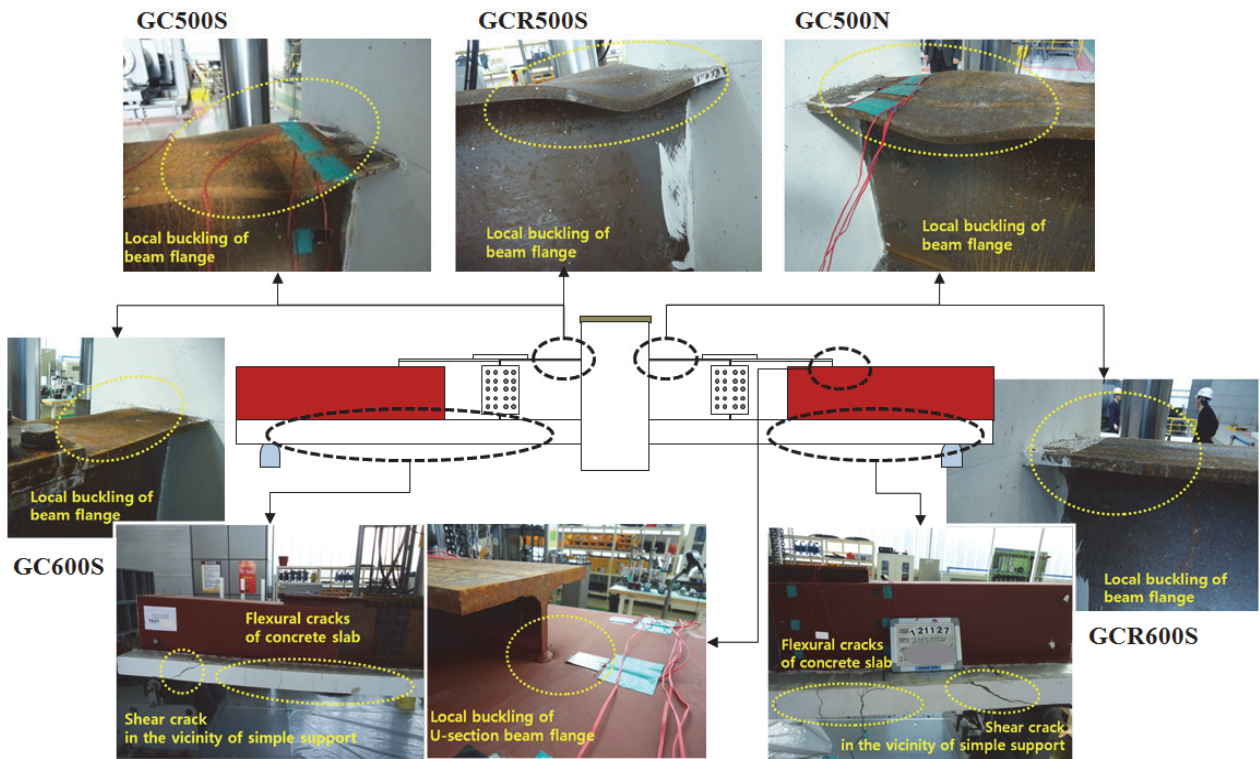 GC500S
GCR500S
GC500N
Local buckling of
beam flange
Local buckling of
beam flange
Local buckling of
beam flange
Local buckling of
beam flange
GC600S
Flexural cracks
of concrete slab
Shear crack
in the vicinity of simple support
Local buckling of
U-section beam flange
121127
Flexural cracks
of concrete slab
Shear crack
in the vicinity of simple support
Local buckling of
beam flange
GCR600S